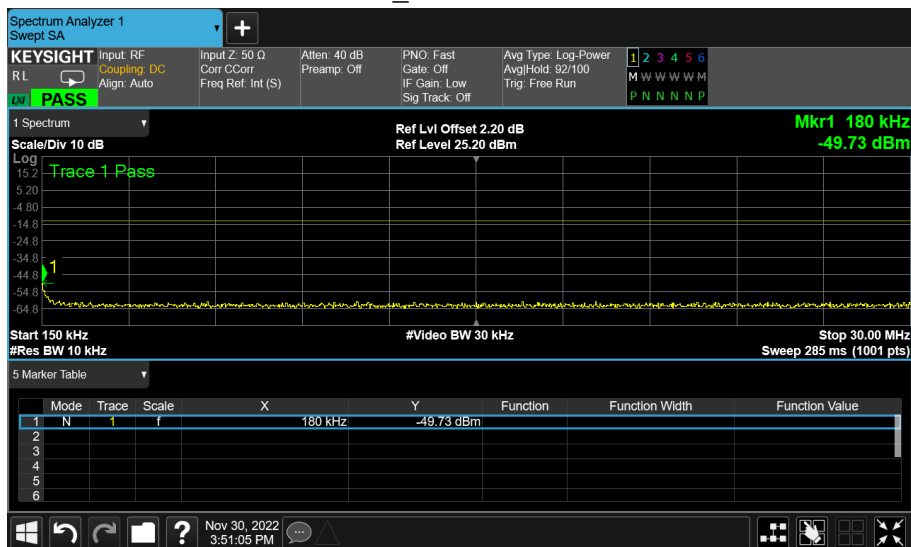 Spectrum Analyzer 1
Swept SA
+
KEYSIGHT
RL
LXI PASS
Input: RF
Coupling: DC
Align: Auto
Input Z: 50 Ω
Corr CCorr
Freq Ref: Int (S)
Atten: 40 dB
Preamp: Off
PNO: Fast
Gate: Off
IF Gain: Low
Sig Track: Off
Avg Type: Log-Power
Avg|Hold: 92/100
Trig: Free Run
1 2 3 4 5 6
M W W W W M
P N N N N P
1 Spectrum
Scale/Div 10 dB
Ref Lvl Offset 2.20 dB
Ref Level 25.20 dBm
Mkr1 180 kHz
-49.73 dBm
Log
Trace 1 Pass
15.2
5.20
-4.80
-14.8
-24.8
-34.8
1
-44.8
-54.8
-64.8
Start 150 kHz
#Res BW 10 kHz
#Video BW 30 kHz
Stop 30.00 MHz
Sweep 285 ms (1001 pts)
5 Marker Table
Mode Trace Scale X Y Function Function Width Function Value
1 N 1 f 180 kHz -49.73 dBm
2
3
4
5
6
?
Nov 30, 2022
3:51:05 PM